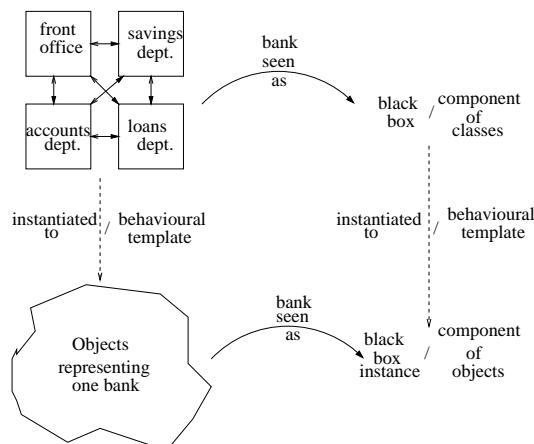 front
office
savings
dept.
accounts
dept.
loans
dept.
bank
seen
as
black
box
/
component
of
classes
instantiated
to
/
behavioural
template
instantiated
to
/
behavioural
template
Objects
representing
one bank
bank
seen
as
black
box
instance
/
component
of
objects